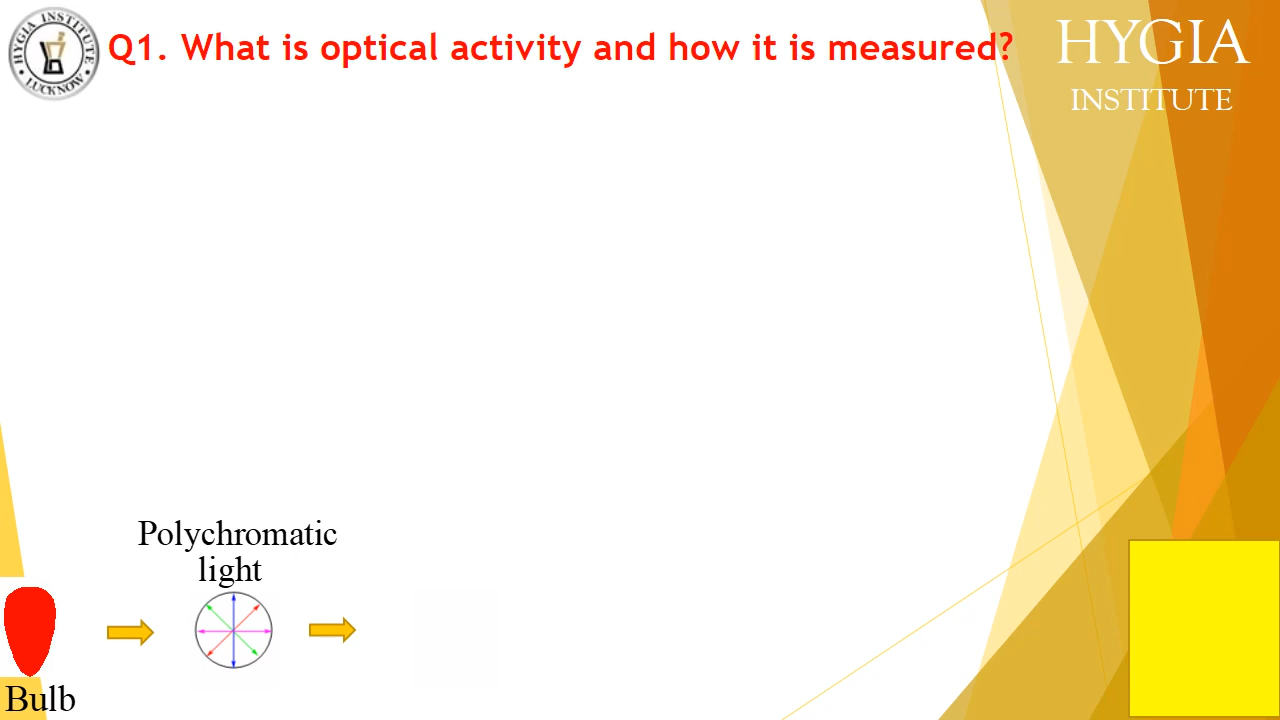 HYGIA INSTITUTE
LUCKNOW
Q1. What is optical activity and how it is measured?
HYGIA
INSTITUTE
Polychromatic
light
Bulb